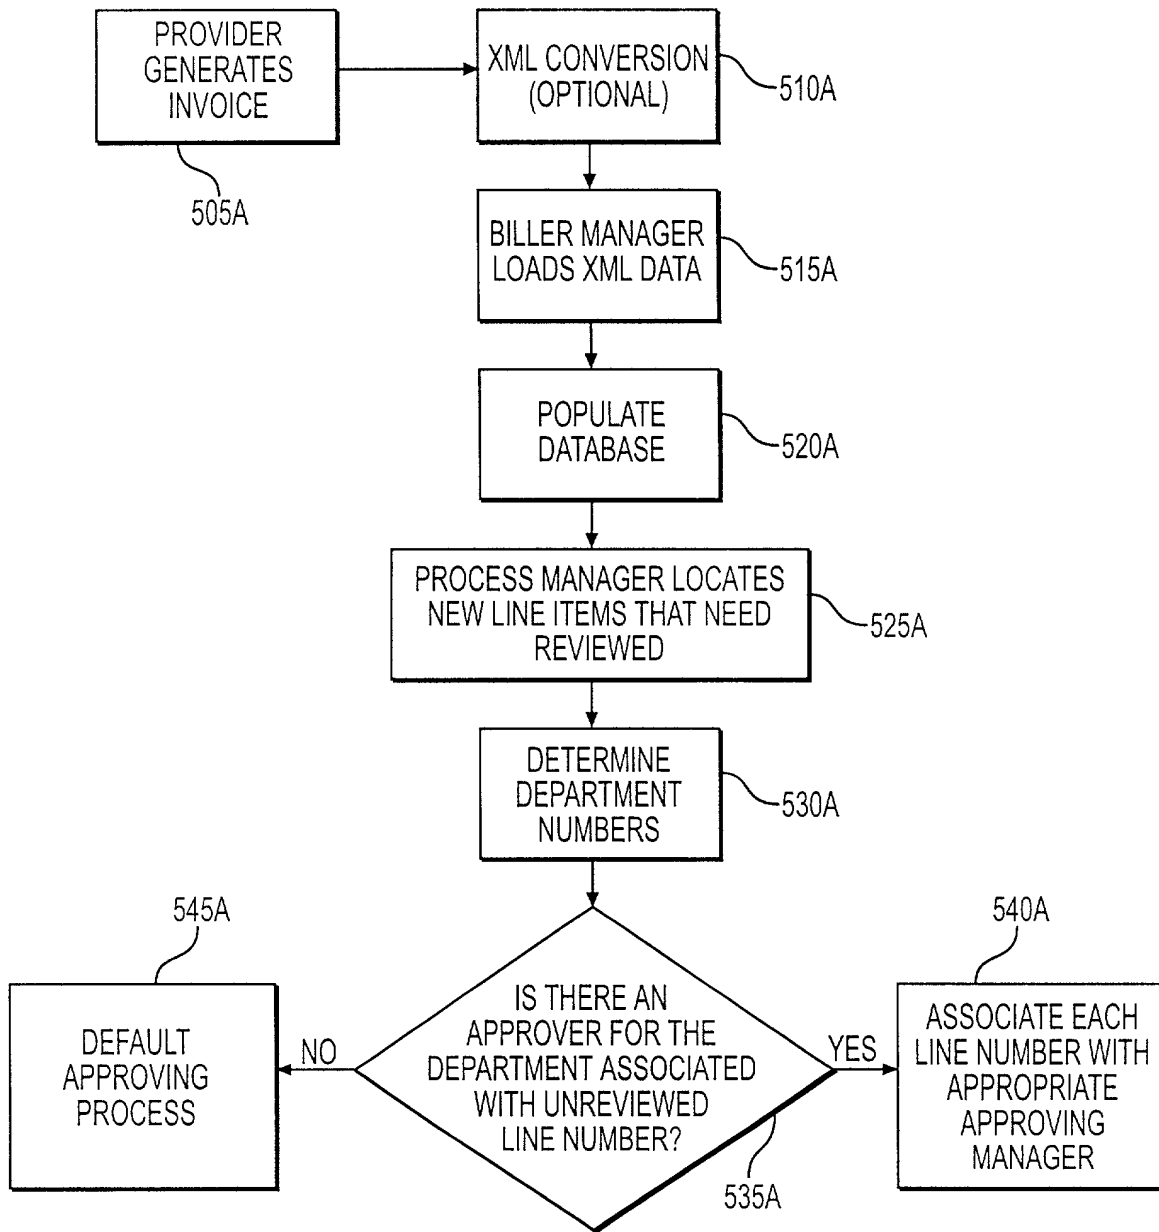 PROVIDER
GENERATES
INVOICE
505A
XML CONVERSION
(OPTIONAL)
510A
BILLER MANAGER
LOADS XML DATA
515A
POPULATE
DATABASE
520A
PROCESS MANAGER LOCATES
NEW LINE ITEMS THAT NEED
REVIEWED
525A
DETERMINE
DEPARTMENT
NUMBERS
530A
IS THERE AN
APPROVER FOR THE
DEPARTMENT ASSOCIATED
WITH UNREVIEWED
LINE NUMBER?
535A
NO
545A
DEFAULT
APPROVING
PROCESS
YES
540A
ASSOCIATE EACH
LINE NUMBER WITH
APPROPRIATE
APPROVING
MANAGER